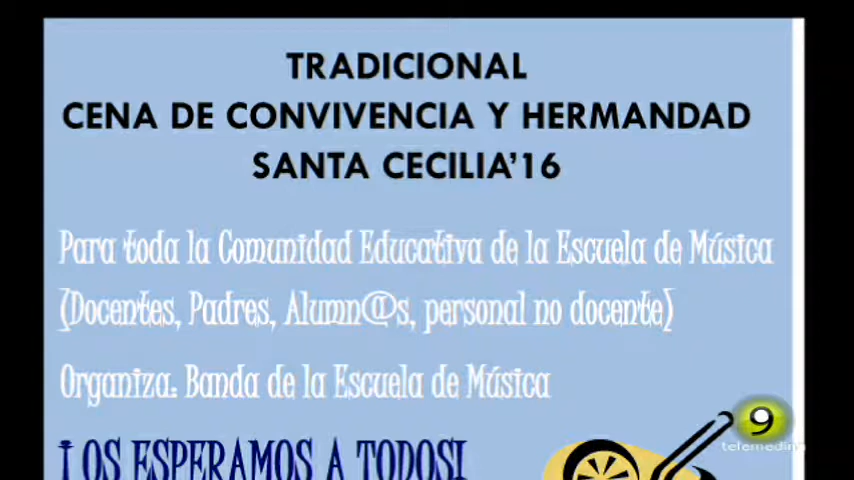 TRADICIONAL
CENA DE CONVIVENCIA Y HERMANDAD
SANTA CECILIA'16
Para toda la Comunidad Educativa de la Escuela de Música
(Docentes, Padres, Alumn@s, personal no docente)
Organiza: Banda de la Escuela de Música
¡OS ESPERAMOS A TODOS!
9
telemedina